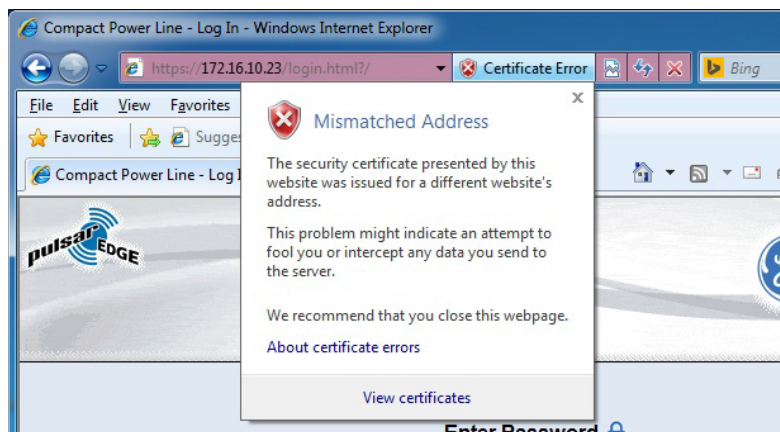 Compact Power Line - Log In - Windows Internet Explorer
https://172.16.10.23/login.html?/
Certificate Error
Bing
File Edit View Favorites
Favorites
Compact Power Line - Log
Mismatched Address
The security certificate presented by this
website was issued for a different website's
address.
This problem might indicate an attempt to
fool you or intercept any data you send to
the server.
We recommend that you close this webpage.
About certificate errors
View certificates
pulsar
EDGE
Enter Password